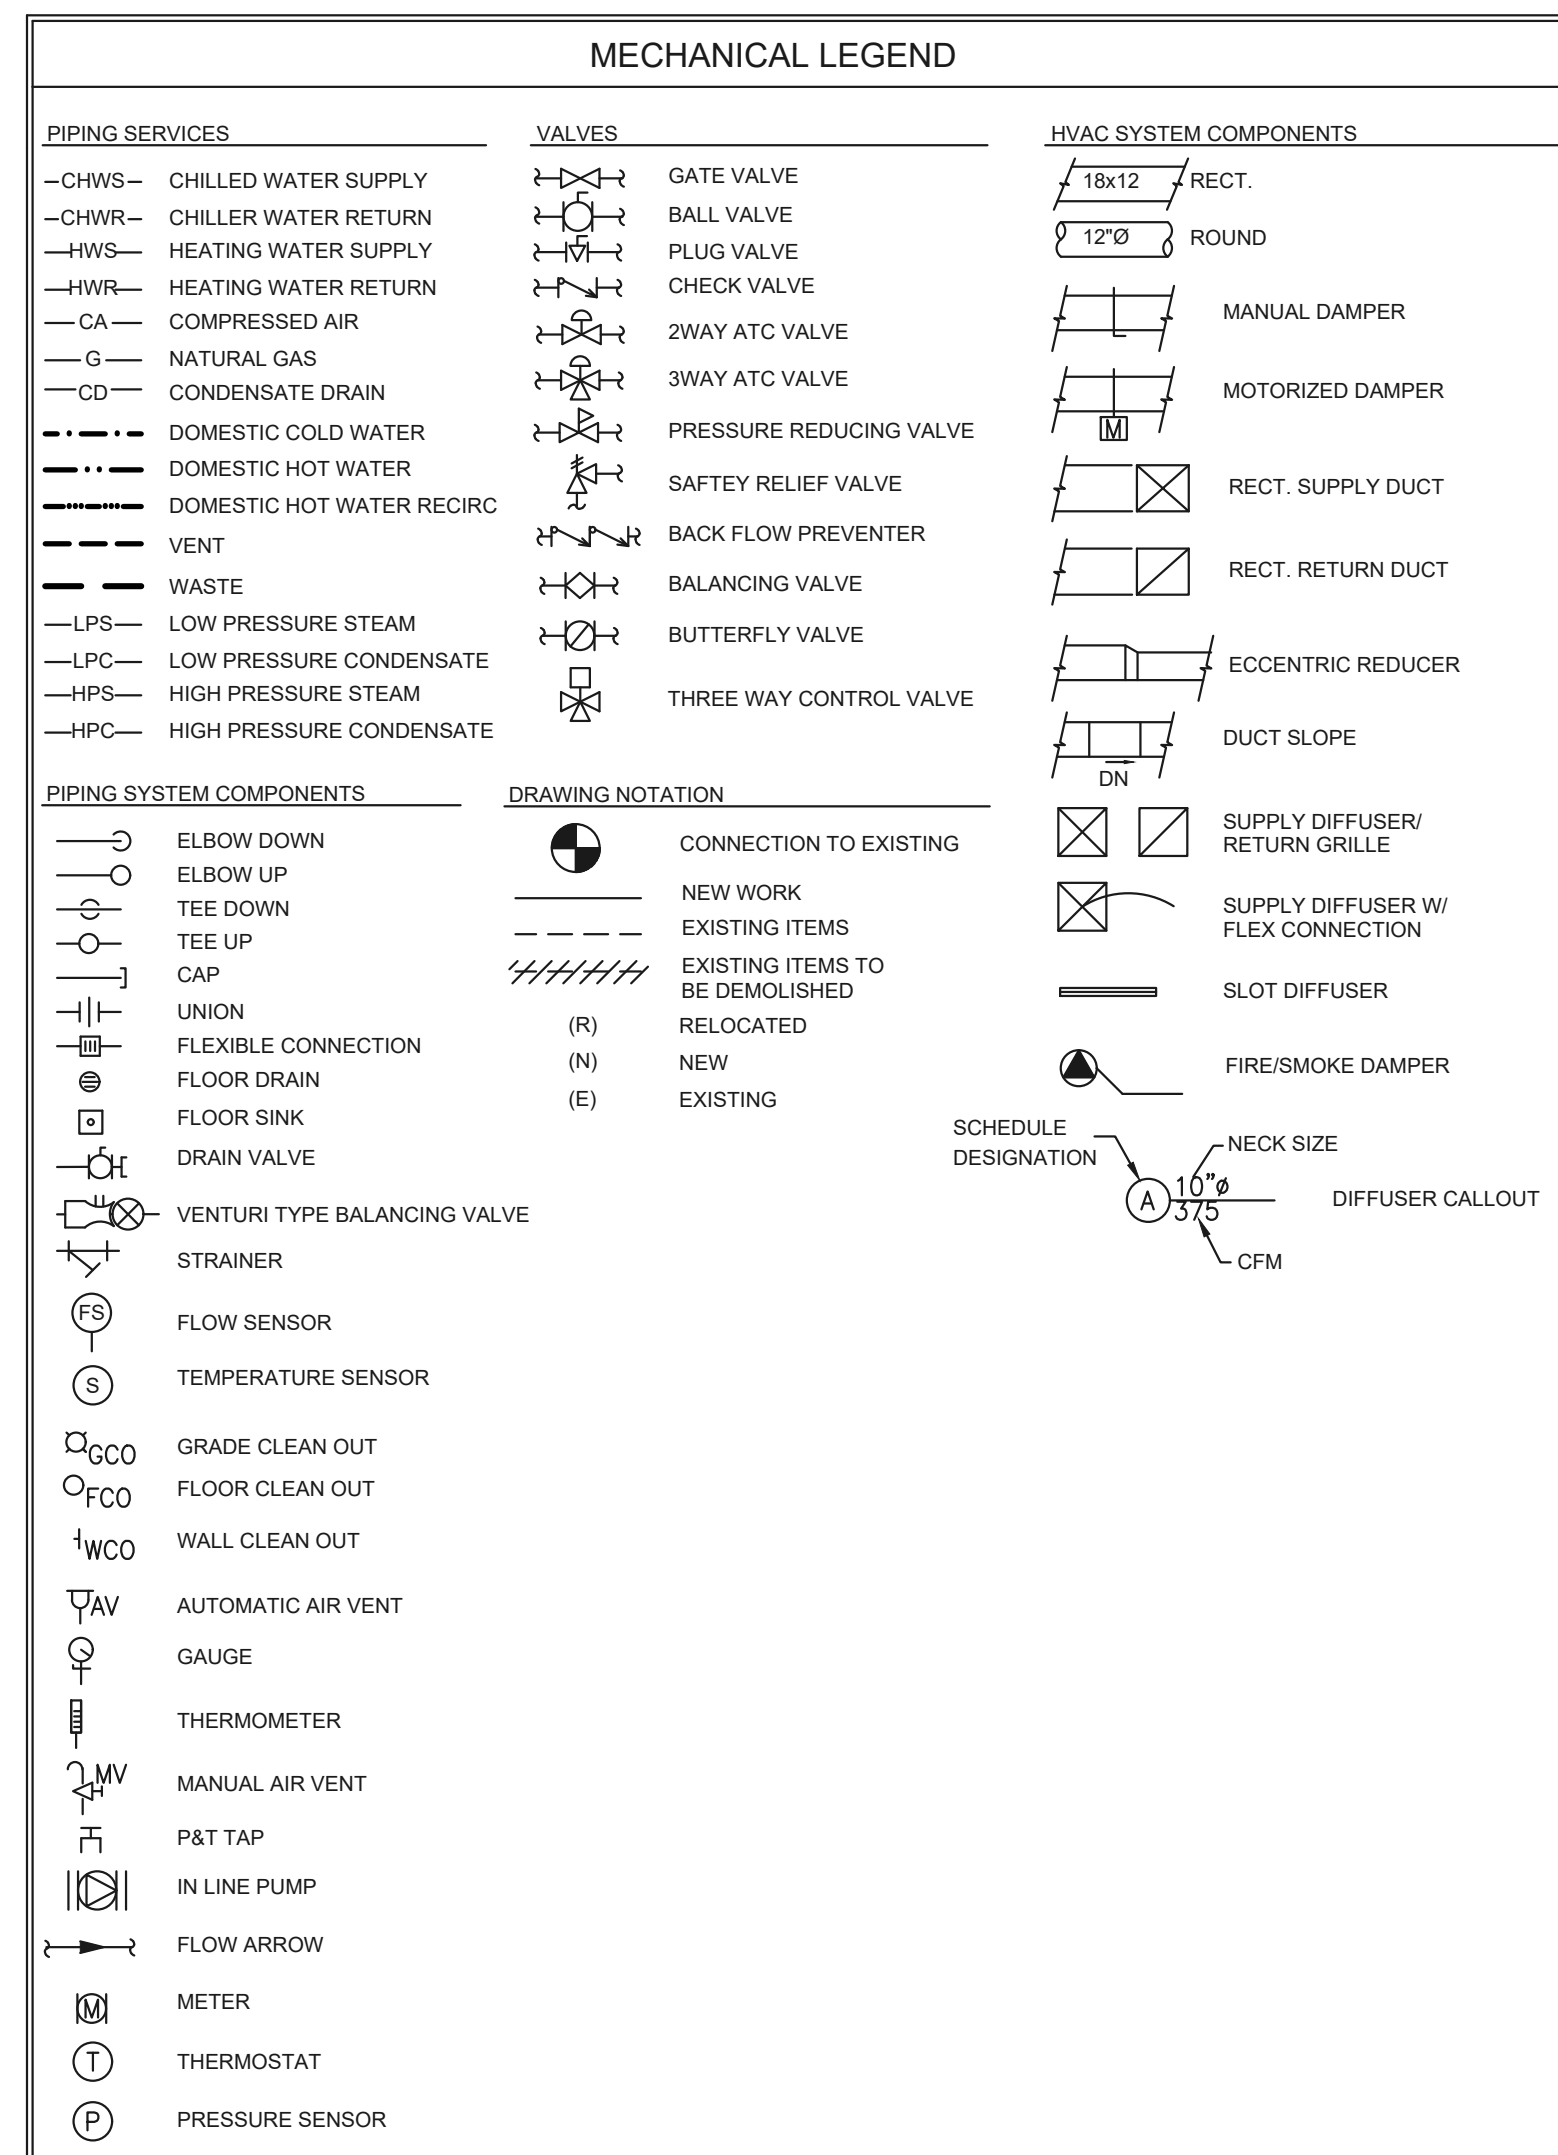 MECHANICAL LEGEND
PIPING SERVICES
CHWS CHILLED WATER SUPPLY
CHWR CHILLER WATER RETURN
HWS HEATING WATER SUPPLY
HWR HEATING WATER RETURN
CA COMPRESSED AIR
G NATURAL GAS
CD CONDENSATE DRAIN
DOMESTIC COLD WATER
DOMESTIC HOT WATER
DOMESTIC HOT WATER RECIRC
VENT
WASTE
LPS LOW PRESSURE STEAM
LPC LOW PRESSURE CONDENSATE
HPS HIGH PRESSURE STEAM
HPC HIGH PRESSURE CONDENSATE
PIPING SYSTEM COMPONENTS
ELBOW DOWN
ELBOW UP
TEE DOWN
TEE UP
CAP
UNION
FLEXIBLE CONNECTION
FLOOR DRAIN
FLOOR SINK
DRAIN VALVE
VENTURI TYPE BALANCING VALVE
STRAINER
FS FLOW SENSOR
S TEMPERATURE SENSOR
GCO GRADE CLEAN OUT
FCO FLOOR CLEAN OUT
WCO WALL CLEAN OUT
AV AUTOMATIC AIR VENT
GAUGE
THERMOMETER
MV MANUAL AIR VENT
P&T TAP
IN LINE PUMP
FLOW ARROW
M METER
T THERMOSTAT
P PRESSURE SENSOR
VALVES
GATE VALVE
BALL VALVE
PLUG VALVE
CHECK VALVE
2WAY ATC VALVE
3WAY ATC VALVE
PRESSURE REDUCING VALVE
SAFTEY RELIEF VALVE
BACK FLOW PREVENTER
BALANCING VALVE
BUTTERFLY VALVE
THREE WAY CONTROL VALVE
DRAWING NOTATION
CONNECTION TO EXISTING
NEW WORK
EXISTING ITEMS
EXISTING ITEMS TO
BE DEMOLISHED
(R) RELOCATED
(N) NEW
(E) EXISTING
HVAC SYSTEM COMPONENTS
18x12 RECT.
12"Ø ROUND
MANUAL DAMPER
MOTORIZED DAMPER
M
RECT. SUPPLY DUCT
RECT. RETURN DUCT
ECCENTRIC REDUCER
DUCT SLOPE
DN
SUPPLY DIFFUSER/
RETURN GRILLE
SUPPLY DIFFUSER W/
FLEX CONNECTION
SLOT DIFFUSER
FIRE/SMOKE DAMPER
SCHEDULE
DESIGNATION
NECK SIZE
A
10"ø
375
DIFFUSER CALLOUT
CFM